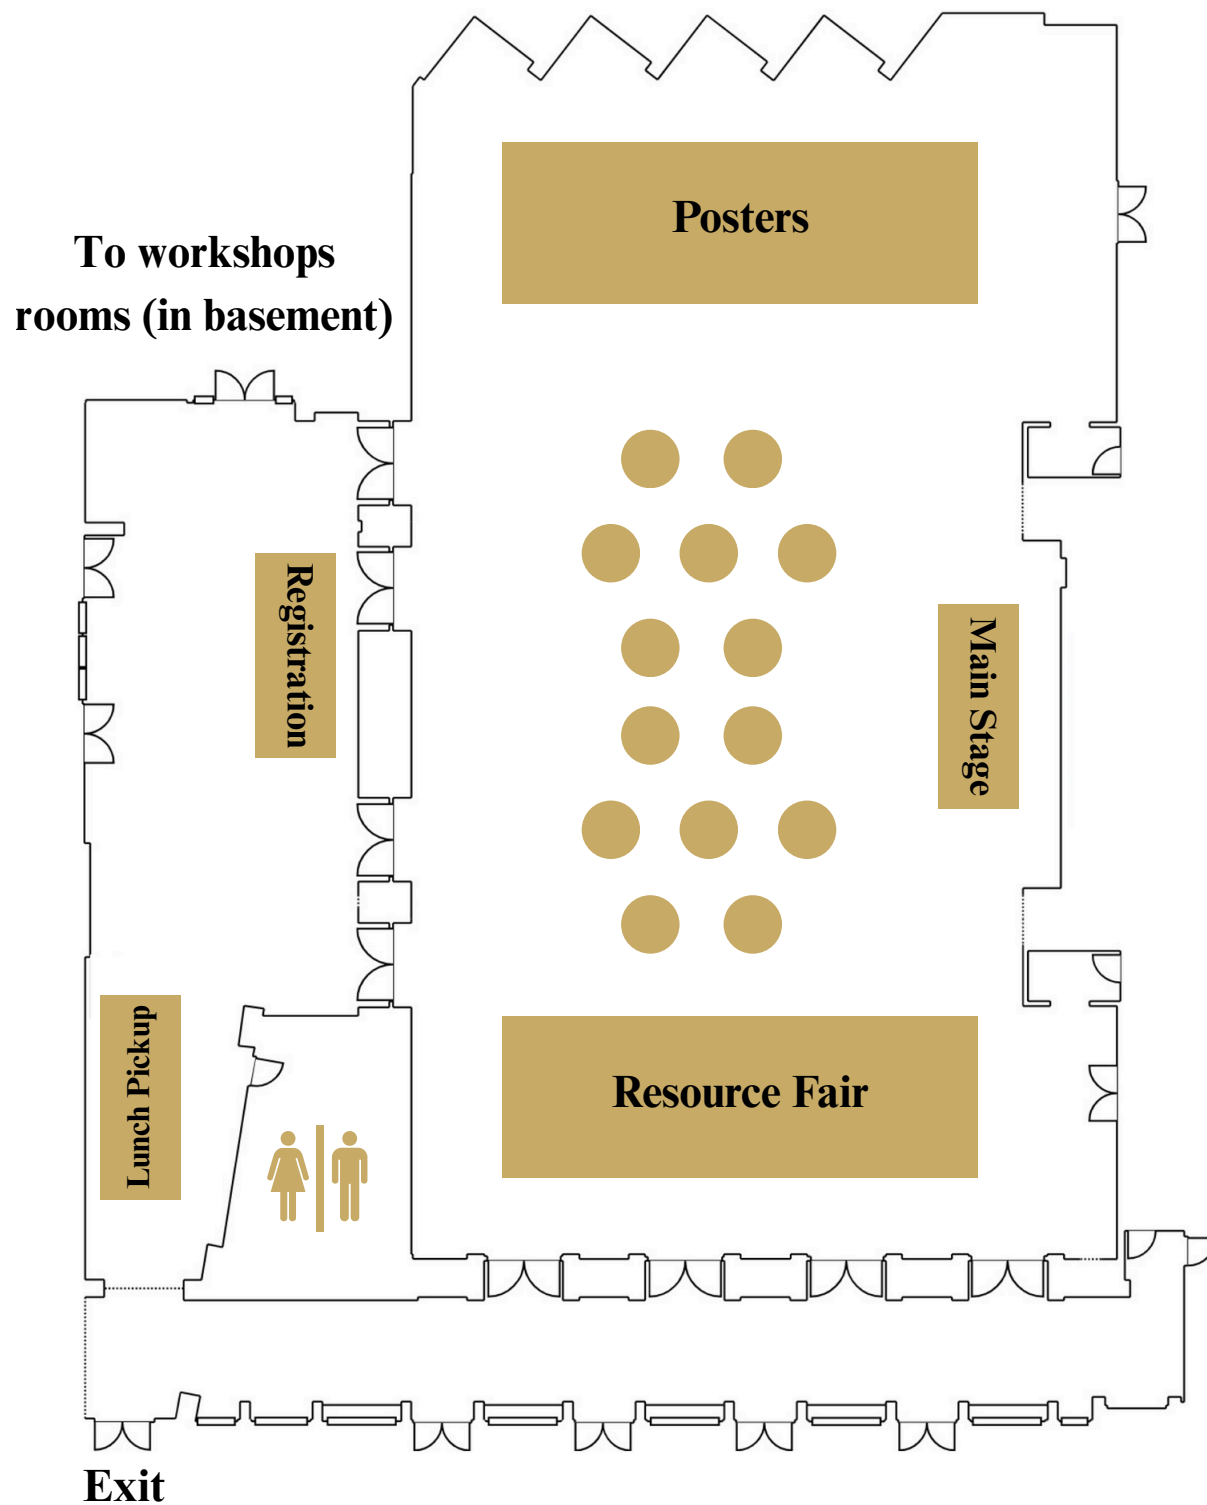 Posters
To workshops
rooms (in basement)
Registration
Main Stage
Lunch Pickup
Resource Fair
Exit